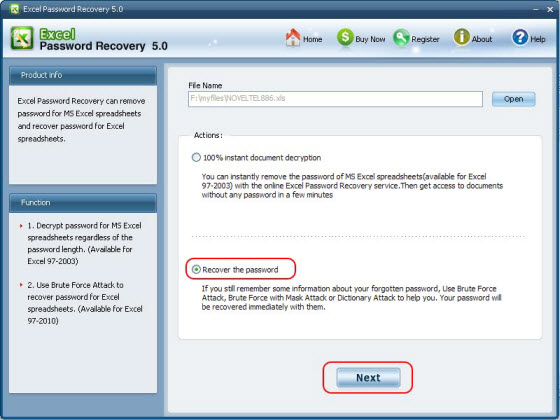 Excel Password Recovery 5.0
Excel
Password Recovery 5.0
Home
Buy Now
Register
About
Help
Product info
Excel Password Recovery can remove
password for MS Excel spreadsheets
and recover password for Excel
spreadsheets.
Function
1. Decrypt password for MS Excel
spreadsheets regardless of the
password length. (Available for
Excel 97-2003)
2. Use Brute Force Attack to
recover password for Excel
spreadsheets. (Available for Excel
97-2010)
File Name
F:\myfiles\NOVELTEL886.xls
Open
Actions:
100% instant document decryption
You can instantly remove the password of MS Excel spreadsheets(available for Excel
97-2003) with the online Excel Password Recovery service.Then get access to documents
without any password in a few minutes
Recover the password
If you still remember some information about your forgotten password, Use Brute Force
Attack, Brute Force with Mask Attack or Dictionary Attack to help you. Your password will
be recovered immediately with them.
Next